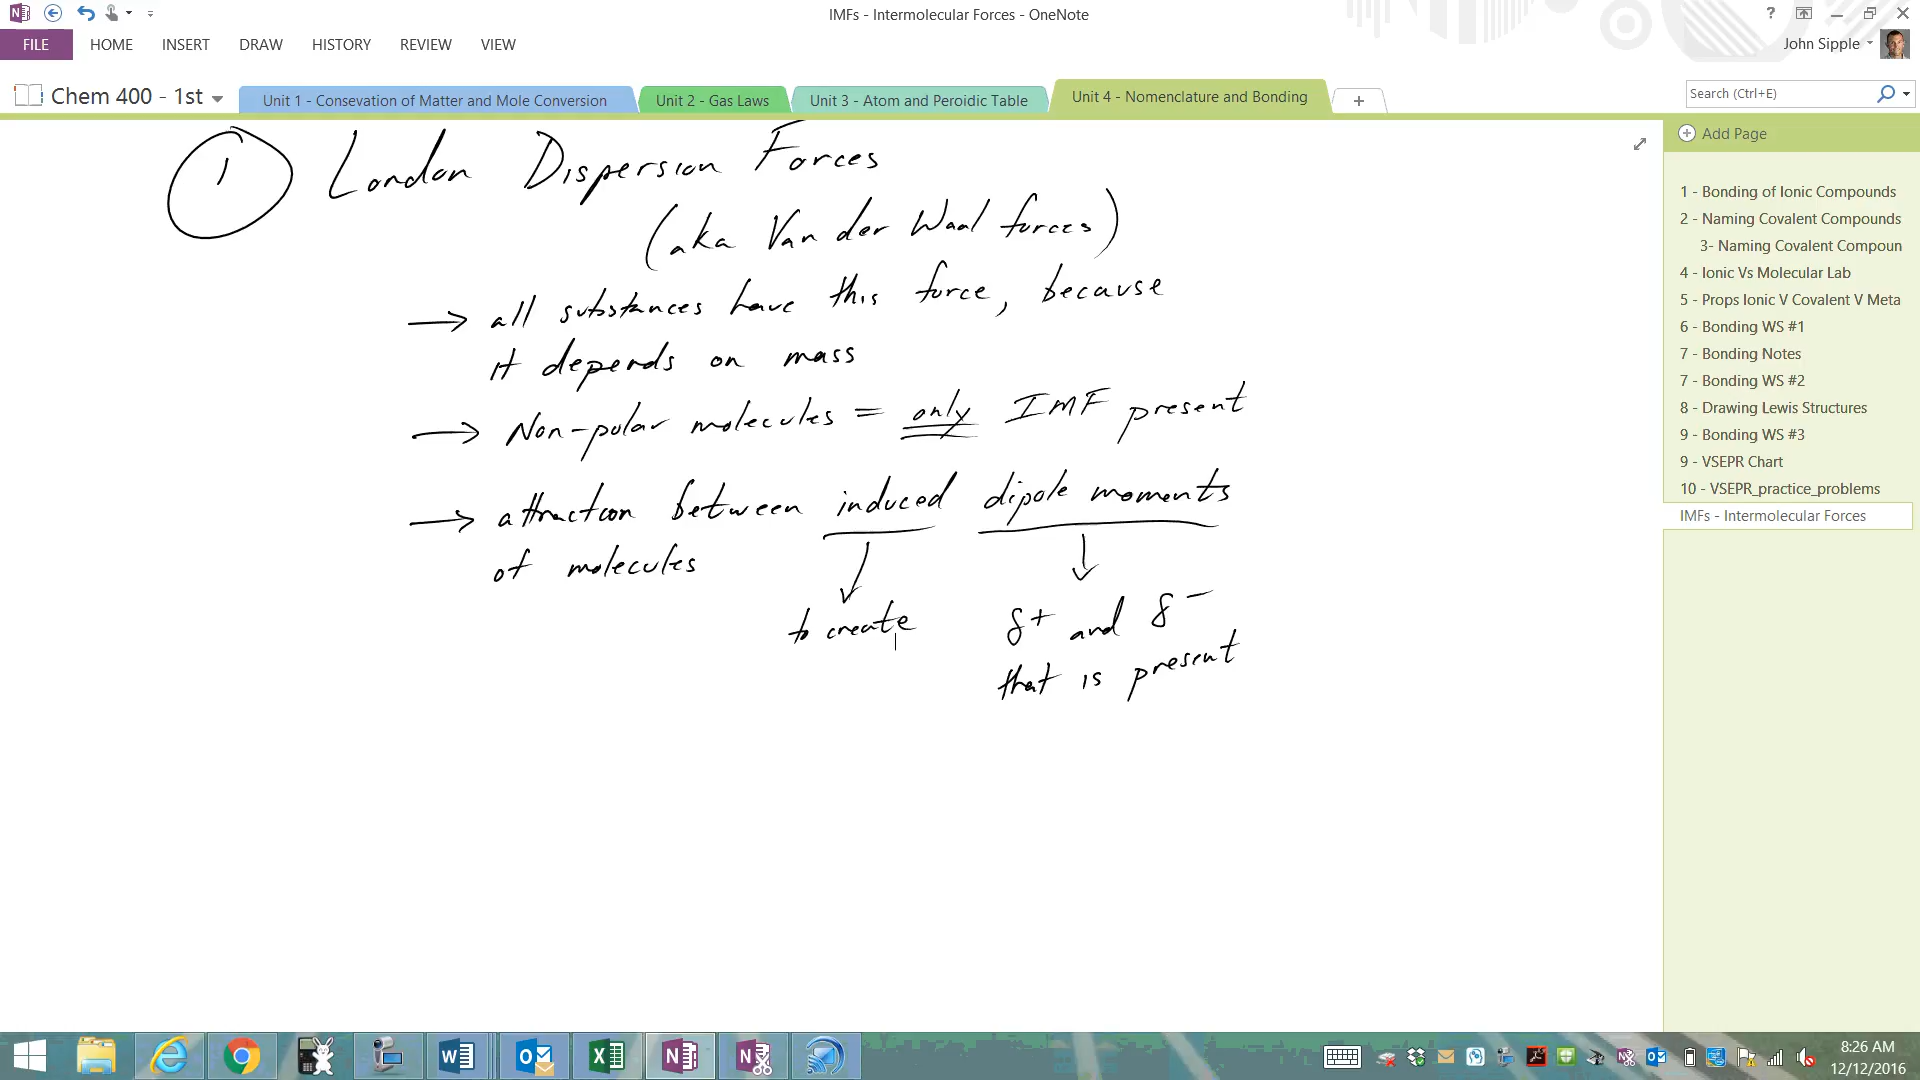 IMFs - Intermolecular Forces - OneNote
FILE HOME INSERT DRAW HISTORY REVIEW VIEW
John Sipple
Chem 400 - 1st
Unit 1 - Consevation of Matter and Mole Conversion
Unit 2 - Gas Laws
Unit 3 - Atom and Peroidic Table
Unit 4 - Nomenclature and Bonding
Search (Ctrl+E)
Add Page
1 - Bonding of Ionic Compounds
2 - Naming Covalent Compounds
3- Naming Covalent Compoun
4 - Ionic Vs Molecular Lab
5 - Props Ionic V Covalent V Meta
6 - Bonding WS #1
7 - Bonding Notes
7 - Bonding WS #2
8 - Drawing Lewis Structures
9 - Bonding WS #3
9 - VSEPR Chart
10 - VSEPR_practice_problems
IMFs - Intermolecular Forces
1 London Dispersion Forces
(aka Van der Waal forces)
→ all substances have this force, because
it depends on mass
→ Non-polar molecules = only IMF present
→ attraction between induced dipole moments
of molecules
to create
δ+ and δ-
that is present
8:26 AM
12/12/2016